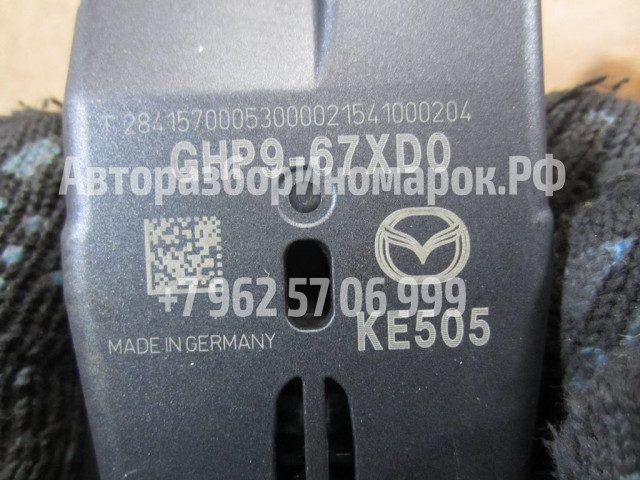 T 28415700053000021541000204
GHP9-67XD0
АвторазборИномарок.РФ
+7 962 57 06 999
MADE IN GERMANY
KE505